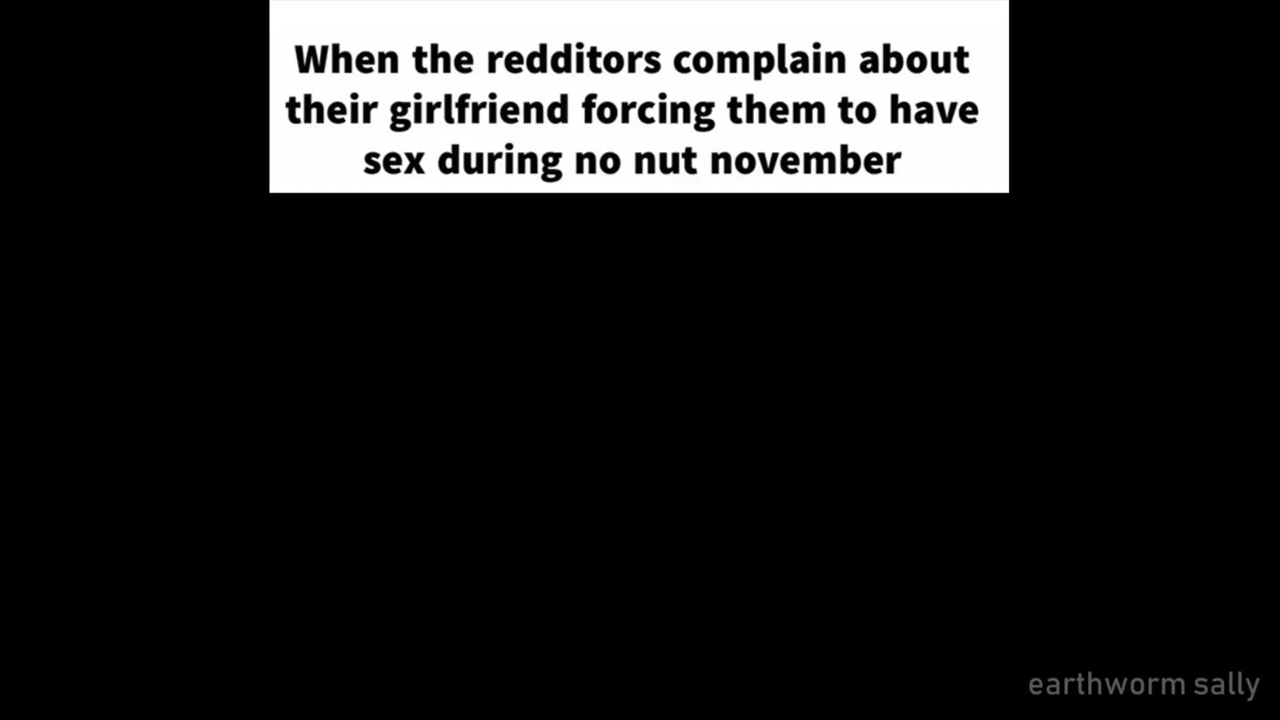 When the redditors complain about
their girlfriend forcing them to have
sex during no nut november
earthworm sally